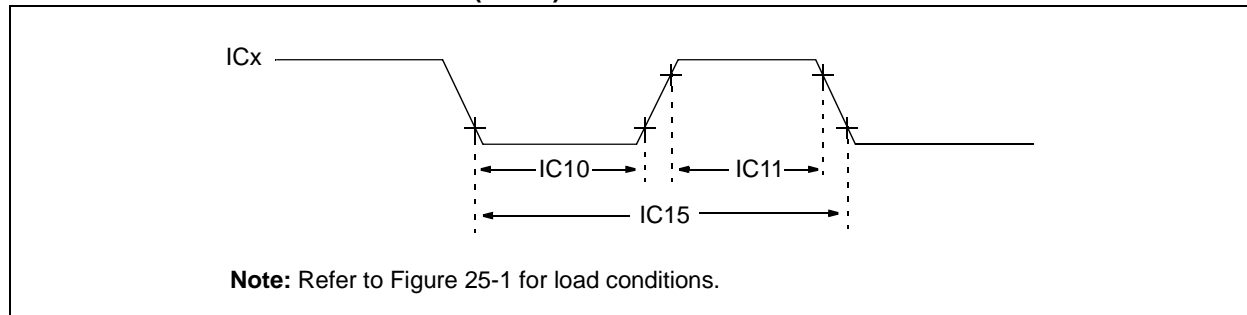 ICx
IC10
IC11
IC15
Note: Refer to Figure 25-1 for load conditions.